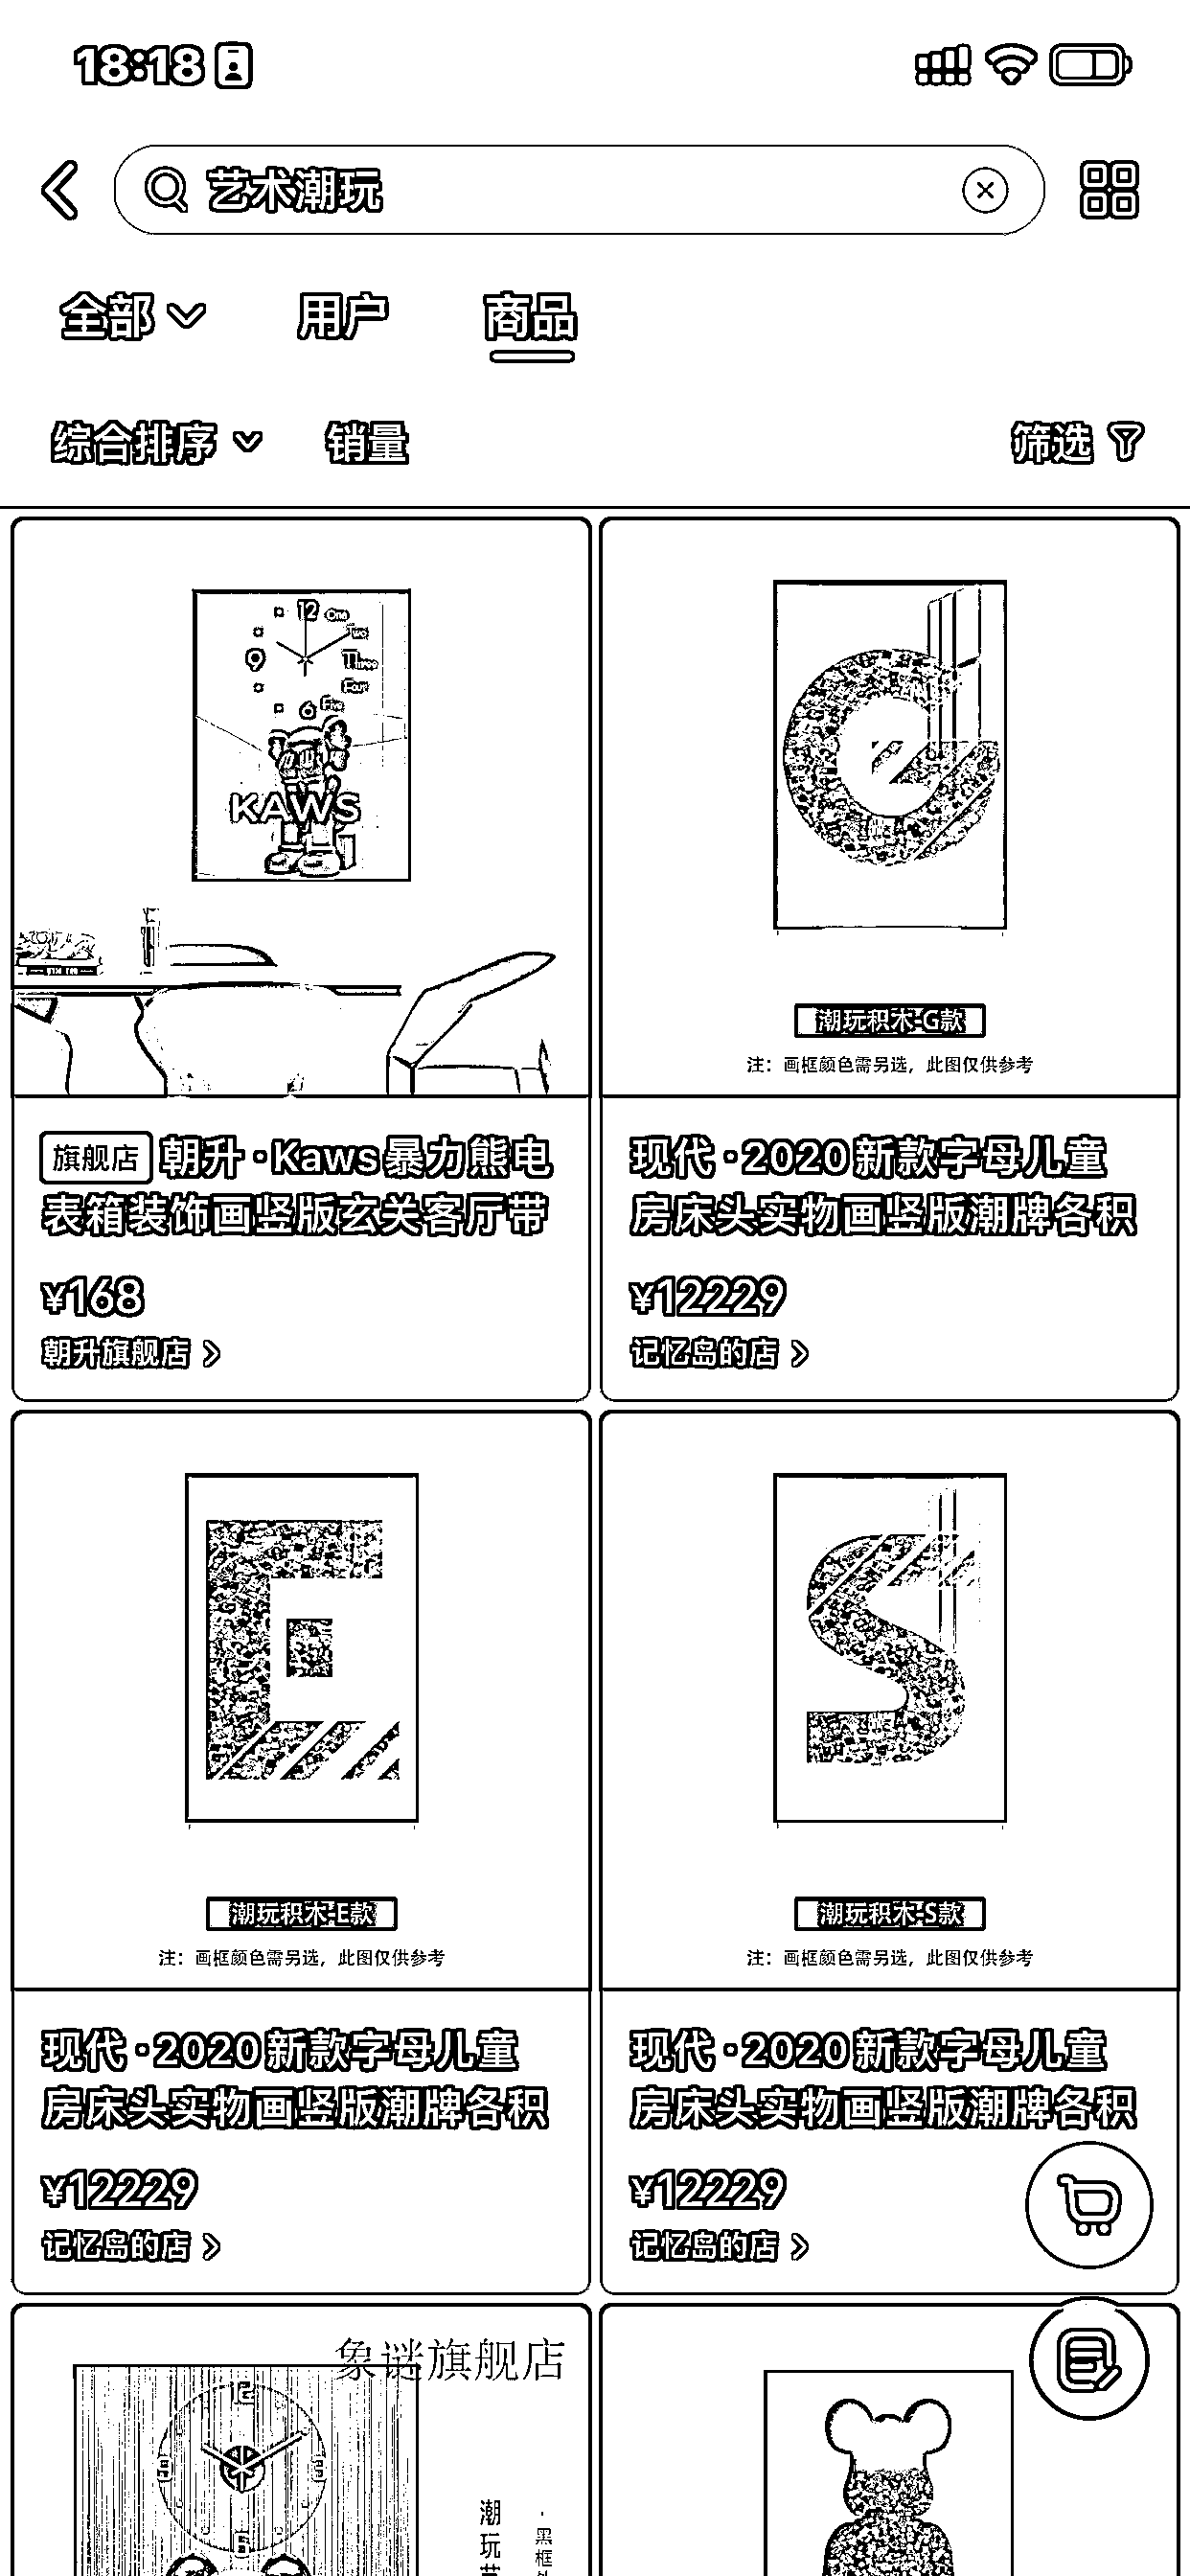 18:18
艺术潮玩
全部
用户
商品
综合排序
销量
筛选
12 One
Two
9
Three
Four
6 Five
KAWS
潮玩积木-G款
注：画框颜色需另选，此图仅供参考
旗舰店 朝升·Kaws暴力熊电
表箱装饰画竖版玄关客厅带
¥168
朝升旗舰店
现代·2020新款字母儿童
房床头实物画竖版潮牌各积
¥12229
记忆岛的店
潮玩积木-E款
注：画框颜色需另选，此图仅供参考
潮玩积木-S款
注：画框颜色需另选，此图仅供参考
现代·2020新款字母儿童
房床头实物画竖版潮牌各积
¥12229
记忆岛的店
现代·2020新款字母儿童
房床头实物画竖版潮牌各积
¥12229
记忆岛的店
象谜旗舰店
12
9
3
6
潮玩
·黑框